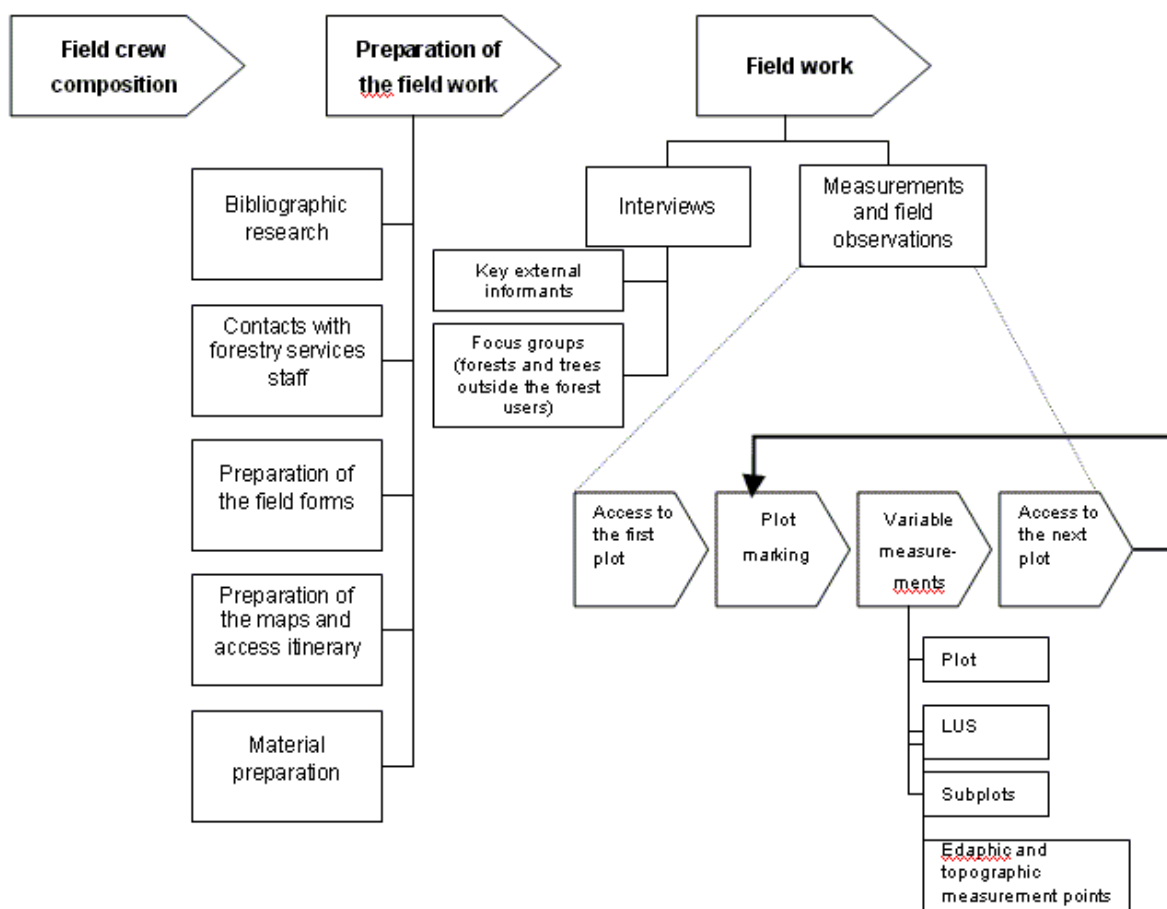 Field crew
composition
Preparation of
the field work
Field work
Bibliographic
research
Contacts with
forestry services
staff
Preparation of
the field forms
Preparation of
the maps and
access itinerary
Material
preparation
Interviews
Key external
informants
Focus groups
(forests and trees
outside the forest
users)
Measurements
and field
observations
Access to
the first
plot
Plot
marking
Variable
measure-
ments
Access to
the next
plot
Plot
LUS
Subplots
Edaphic and
topographic
measurement points